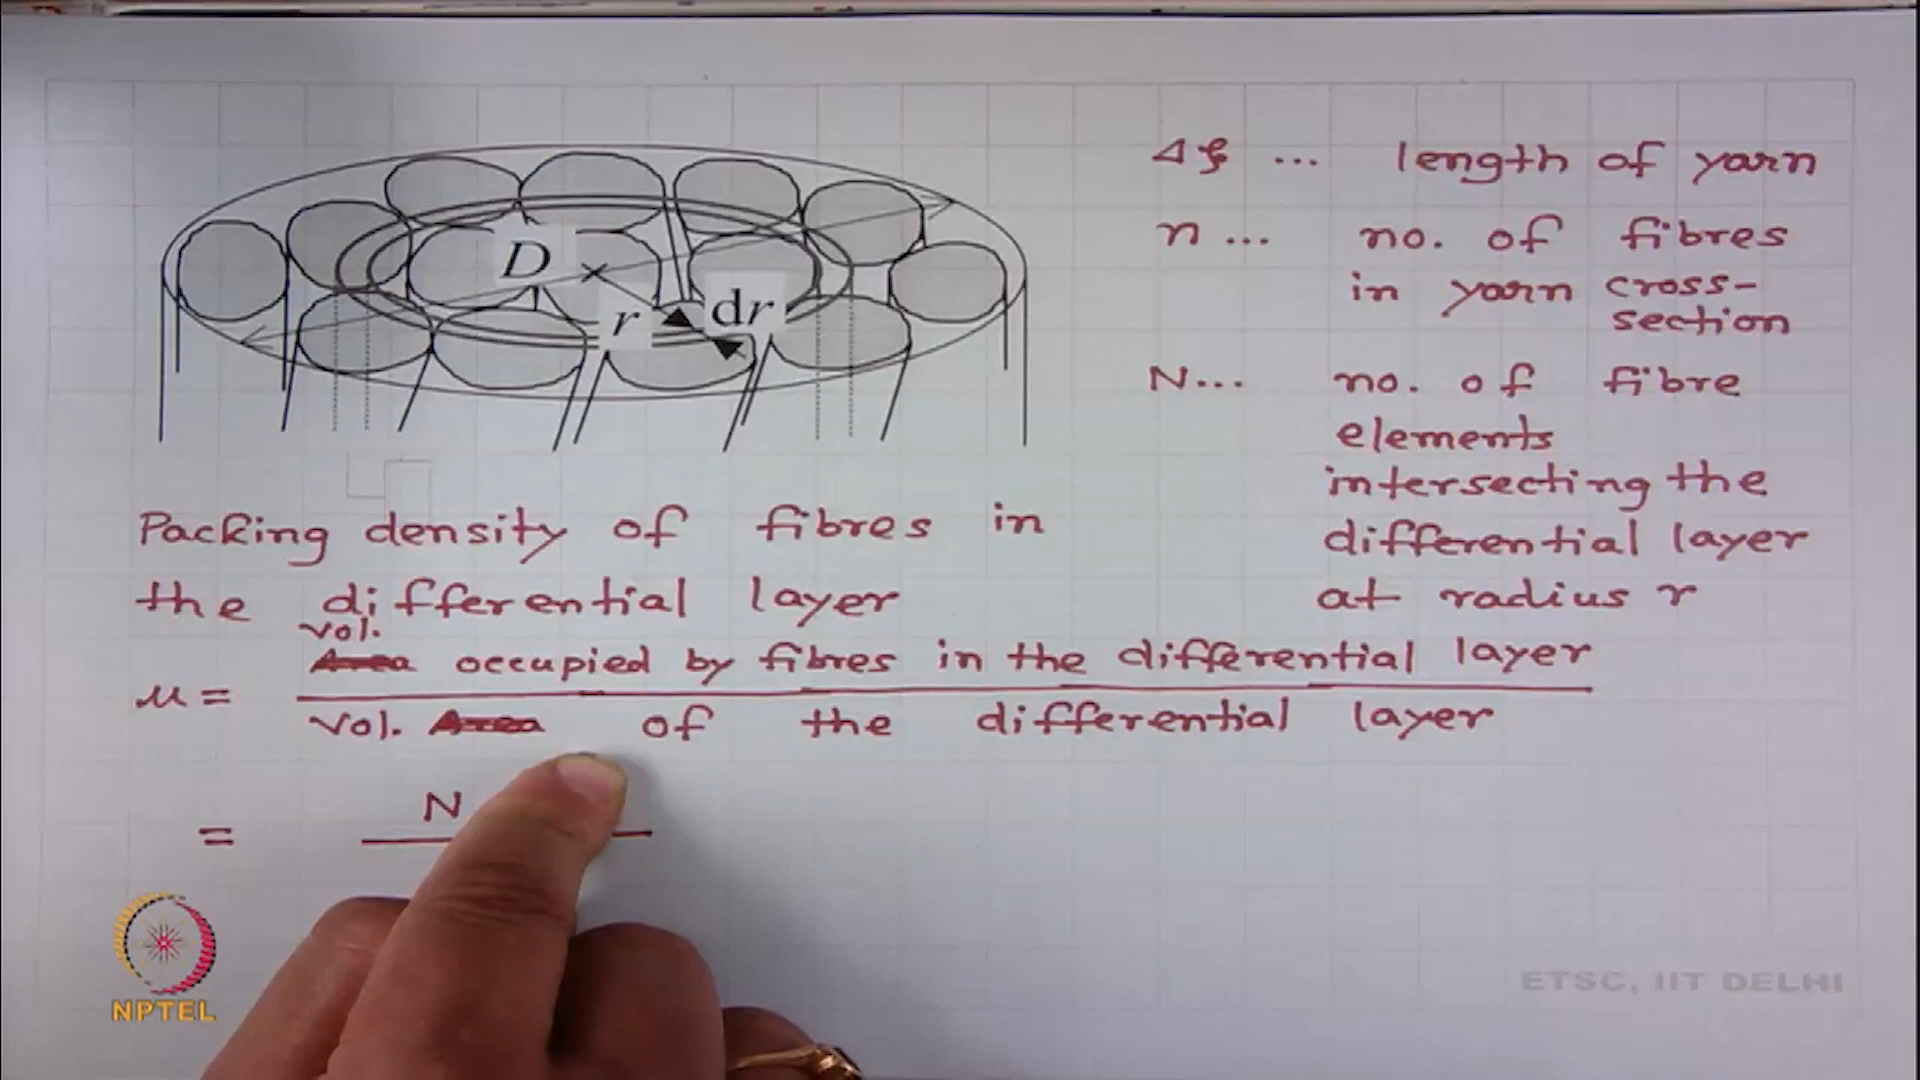 D
r
dr
Δξ ... length of yarn
n... no. of fibres
in yarn cross-
section
N... no. of fibre
elements
intersecting the
differential layer
at radius r
Packing density of fibres in
the differential layer
vol.
Area occupied by fibres in the differential layer
μ =
vol. Area of the differential layer
= N
NPTEL
ETSC, IIT DELHI